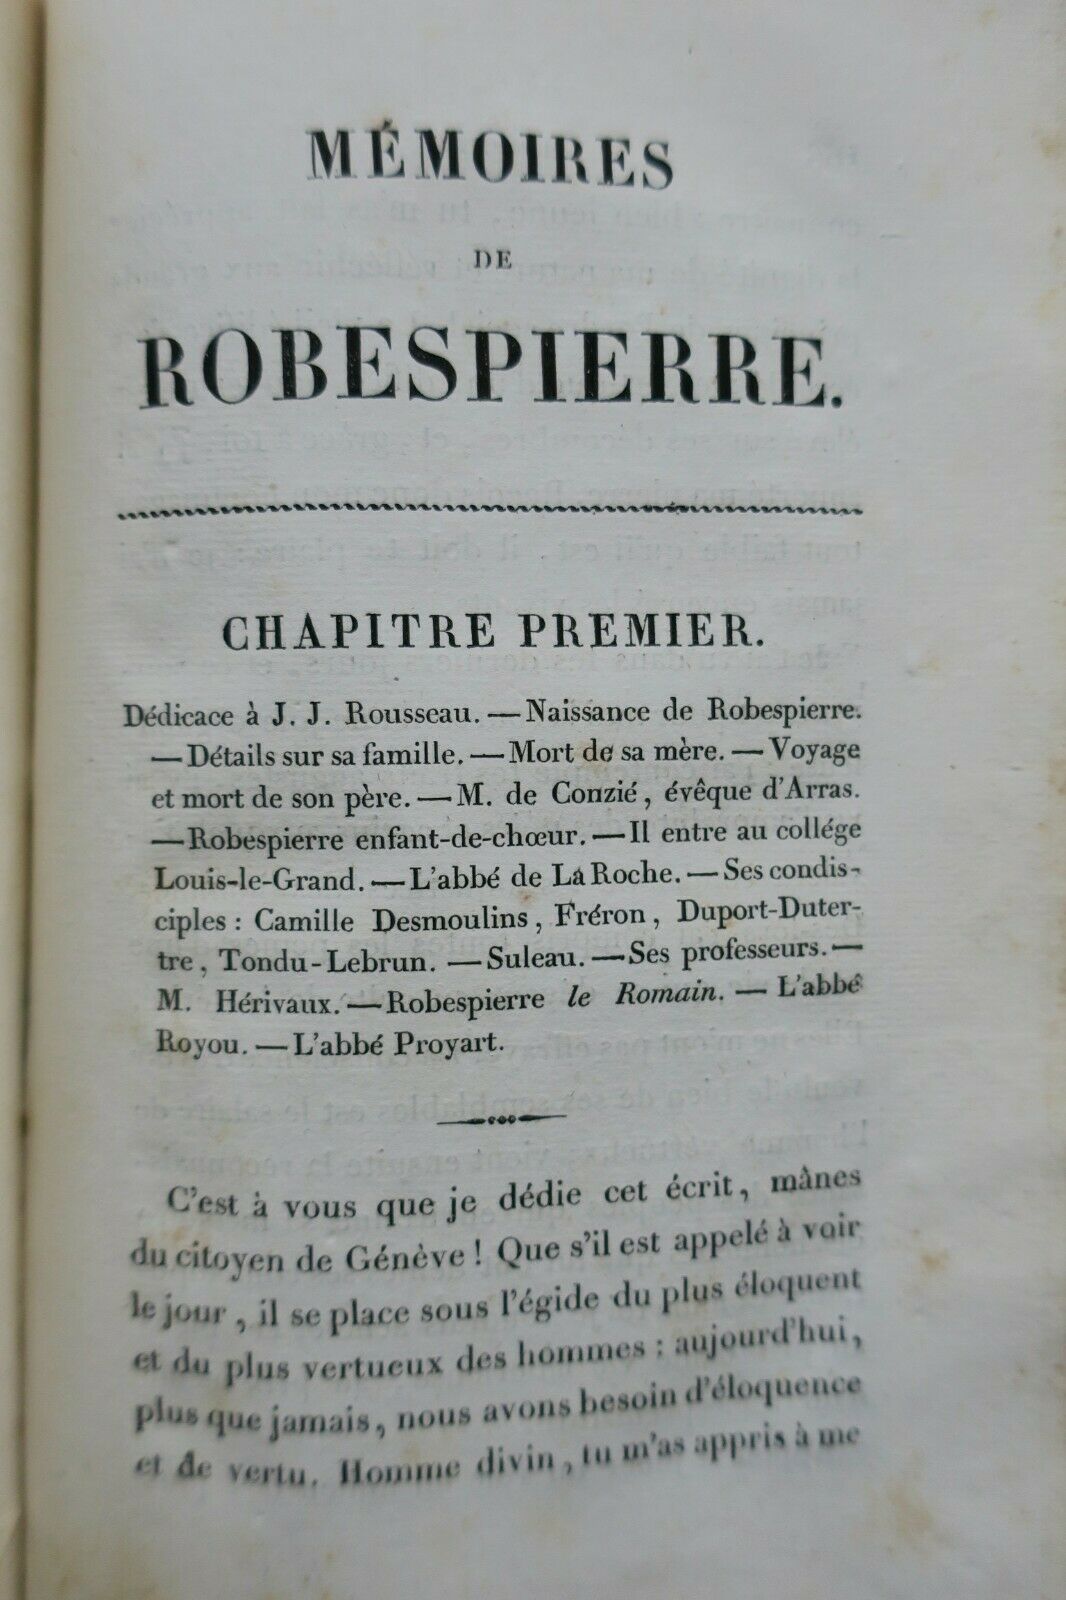 MÉMOIRES
DE
ROBESPIERRE.
CHAPITRE PREMIER.
Dédicace à J. J. Rousseau. — Naissance de Robespierre.
— Détails sur sa famille. — Mort de sa mère. — Voyage
et mort de son père. — M. de Conzié, évêque d'Arras.
— Robespierre enfant-de-chœur. — Il entre au collége
Louis-le-Grand. — L'abbé de La Roche. — Ses condis-
ciples : Camille Desmoulins, Fréron, Duport-Duter-
tre, Tondu-Lebrun. — Suleau. — Ses professeurs. —
M. Hérivaux. — Robespierre le Romain. — L'abbé
Royou. — L'abbé Proyart.
C'est à vous que je dédie cet écrit, mânes
du citoyen de Génève ! Que s'il est appelé à voir
le jour, il se place sous l'égide du plus éloquent
et du plus vertueux des hommes : aujourd'hui,
plus que jamais, nous avons besoin d'éloquence
et de vertu. Homme divin, tu m'as appris à me